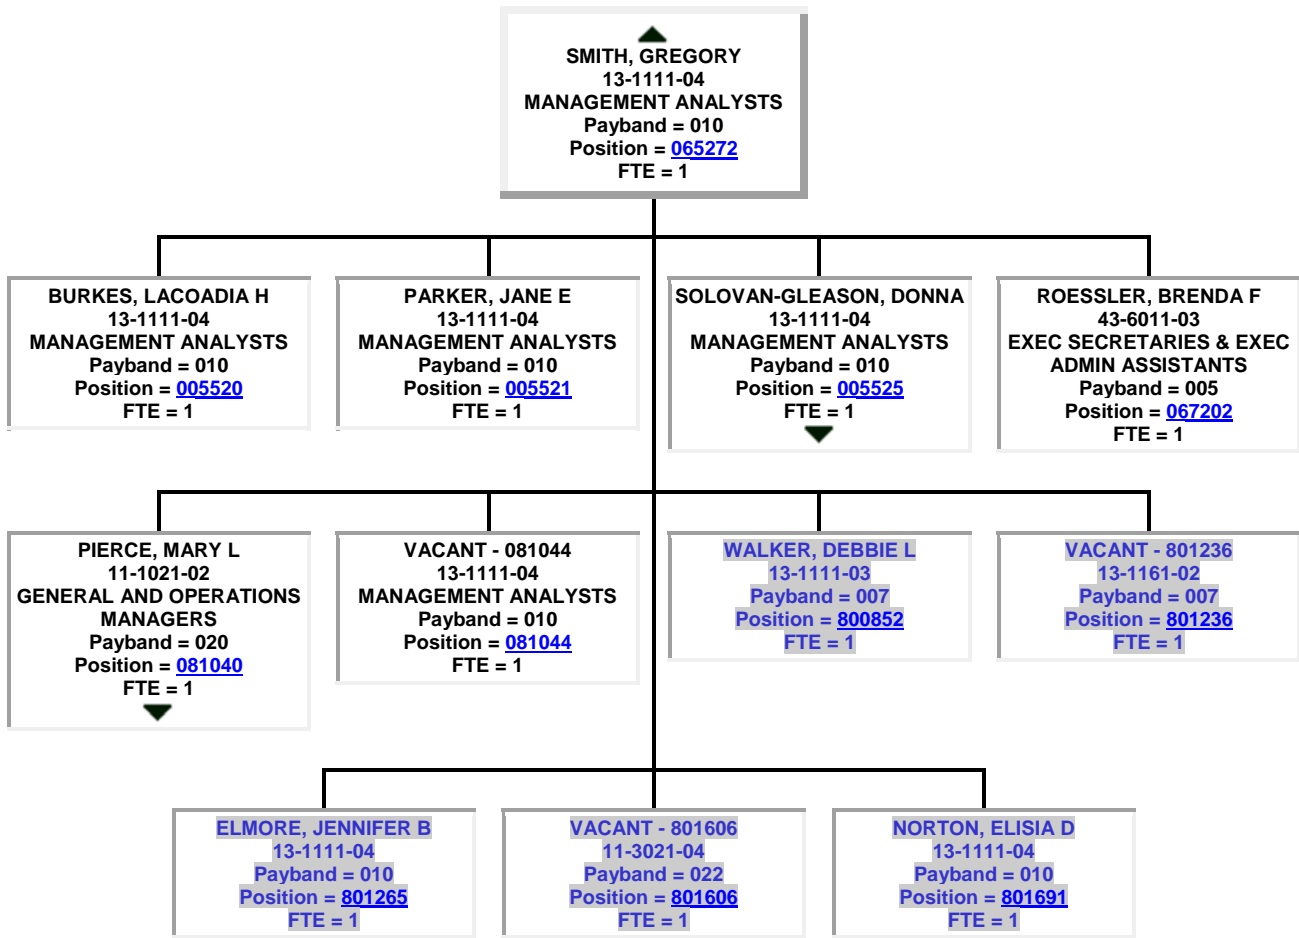 SMITH, GREGORY
13-1111-04
MANAGEMENT ANALYSTS
Payband = 010
Position = 065272
FTE = 1
BURKES, LACOADIA H
13-1111-04
MANAGEMENT ANALYSTS
Payband = 010
Position = 005520
FTE = 1
PARKER, JANE E
13-1111-04
MANAGEMENT ANALYSTS
Payband = 010
Position = 005521
FTE = 1
SOLOVAN-GLEASON, DONNA
13-1111-04
MANAGEMENT ANALYSTS
Payband = 010
Position = 005525
FTE = 1
ROESSLER, BRENDA F
43-6011-03
EXEC SECRETARIES & EXEC
ADMIN ASSISTANTS
Payband = 005
Position = 067202
FTE = 1
PIERCE, MARY L
11-1021-02
GENERAL AND OPERATIONS
MANAGERS
Payband = 020
Position = 081040
FTE = 1
VACANT - 081044
13-1111-04
MANAGEMENT ANALYSTS
Payband = 010
Position = 081044
FTE = 1
WALKER, DEBBIE L
13-1111-03
Payband = 007
Position = 800852
FTE = 1
VACANT - 801236
13-1161-02
Payband = 007
Position = 801236
FTE = 1
ELMORE, JENNIFER B
13-1111-04
Payband = 010
Position = 801265
FTE = 1
VACANT - 801606
11-3021-04
Payband = 022
Position = 801606
FTE = 1
NORTON, ELISIA D
13-1111-04
Payband = 010
Position = 801691
FTE = 1